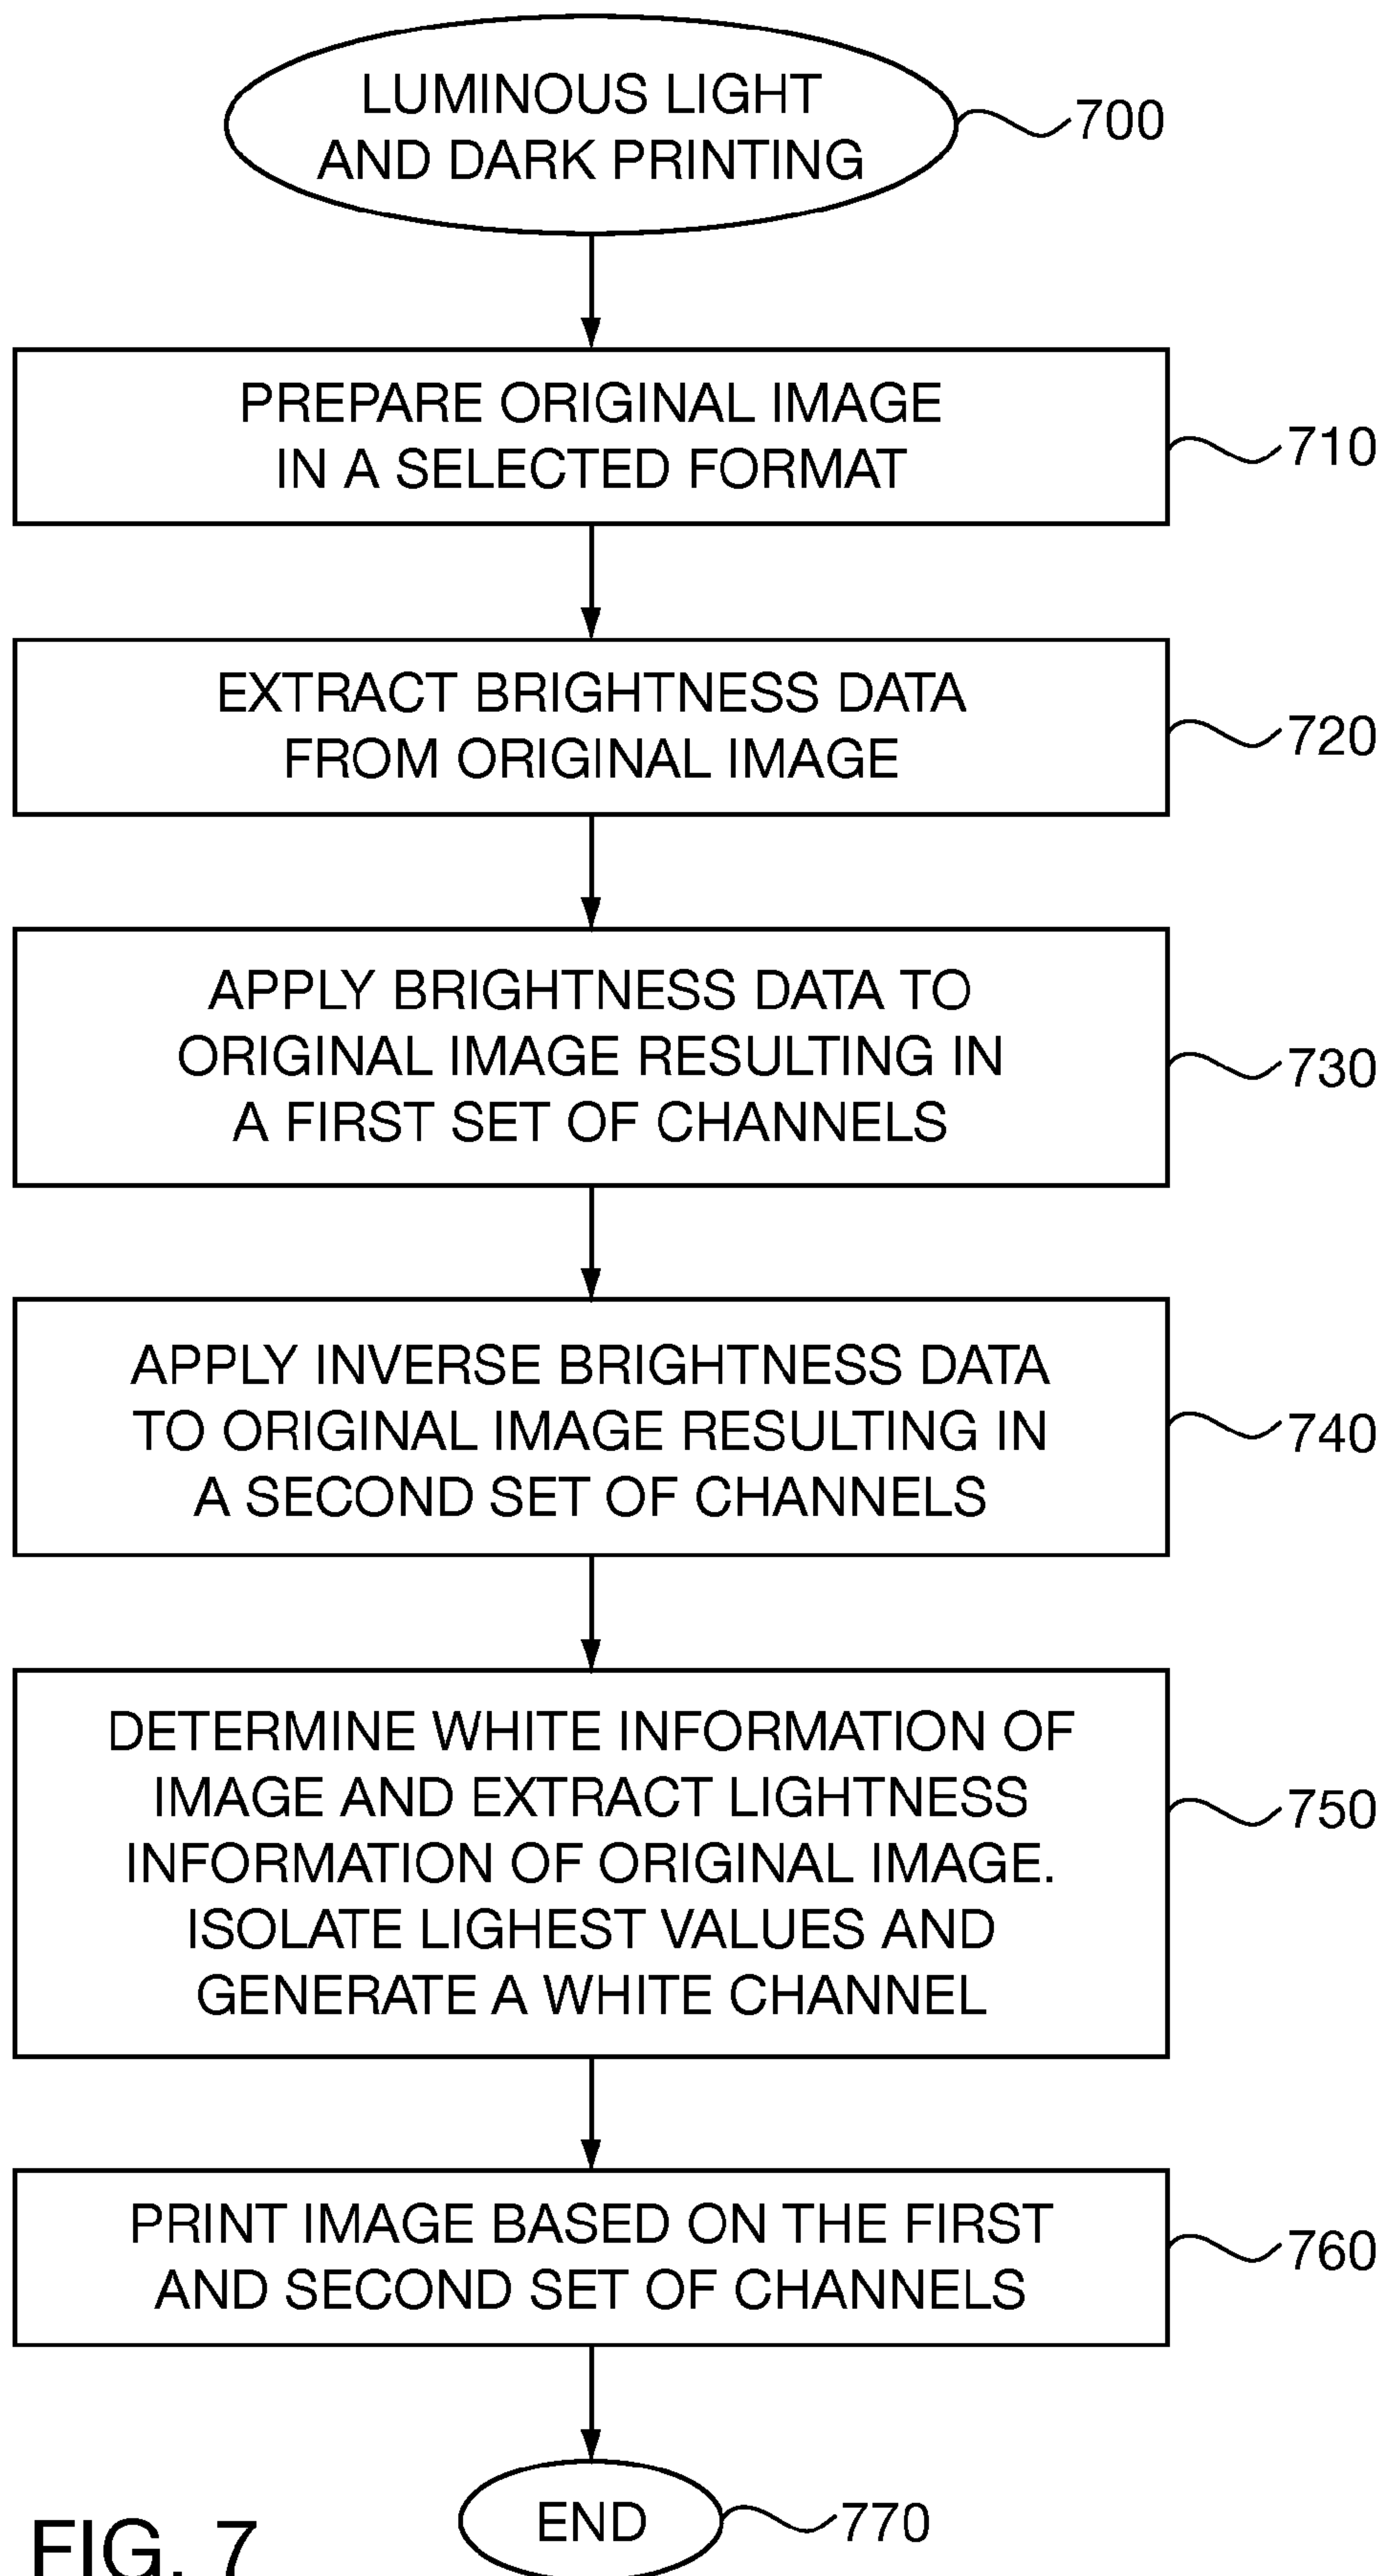 LUMINOUS LIGHT
AND DARK PRINTING
700
PREPARE ORIGINAL IMAGE
IN A SELECTED FORMAT
710
EXTRACT BRIGHTNESS DATA
FROM ORIGINAL IMAGE
720
APPLY BRIGHTNESS DATA TO
ORIGINAL IMAGE RESULTING IN
A FIRST SET OF CHANNELS
730
APPLY INVERSE BRIGHTNESS DATA
TO ORIGINAL IMAGE RESULTING IN
A SECOND SET OF CHANNELS
740
DETERMINE WHITE INFORMATION OF
IMAGE AND EXTRACT LIGHTNESS
INFORMATION OF ORIGINAL IMAGE.
ISOLATE LIGHEST VALUES AND
GENERATE A WHITE CHANNEL
750
PRINT IMAGE BASED ON THE FIRST
AND SECOND SET OF CHANNELS
760
END
770
FIG. 7